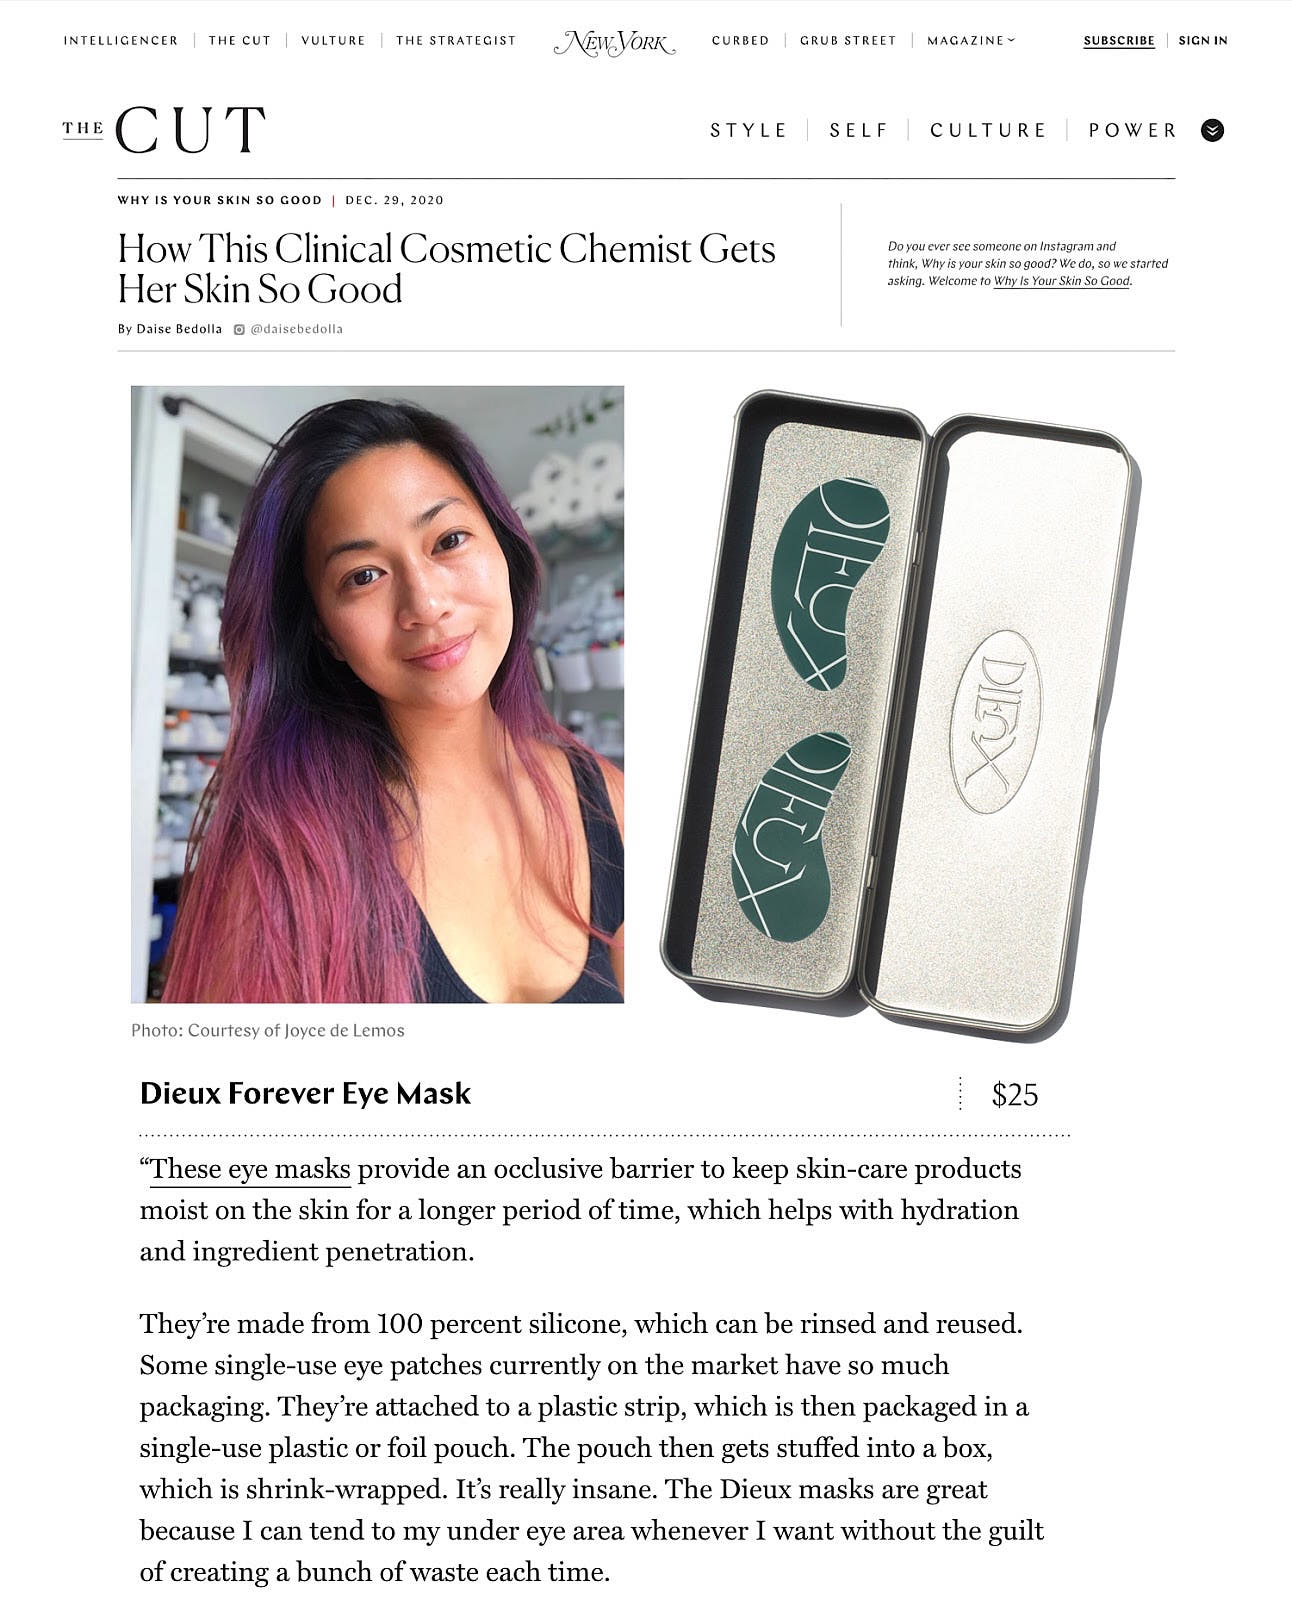 INTELLIGENCER | THE CUT | VULTURE | THE STRATEGIST
NEW YORK
CURBED | GRUB STREET | MAGAZINE
SUBSCRIBE | SIGN IN
THE CUT
STYLE | SELF | CULTURE | POWER
WHY IS YOUR SKIN SO GOOD | DEC. 29, 2020
How This Clinical Cosmetic Chemist Gets
Her Skin So Good
By Daise Bedolla @daisebedolla
Do you ever see someone on Instagram and
think, Why is your skin so good? We do, so we started
asking. Welcome to Why Is Your Skin So Good.
DIEUX
DIEUX
DIEUX
Photo: Courtesy of Joyce de Lemos
Dieux Forever Eye Mask
$25
“These eye masks provide an occlusive barrier to keep skin-care products
moist on the skin for a longer period of time, which helps with hydration
and ingredient penetration.
They’re made from 100 percent silicone, which can be rinsed and reused.
Some single-use eye patches currently on the market have so much
packaging. They’re attached to a plastic strip, which is then packaged in a
single-use plastic or foil pouch. The pouch then gets stuffed into a box,
which is shrink-wrapped. It’s really insane. The Dieux masks are great
because I can tend to my under eye area whenever I want without the guilt
of creating a bunch of waste each time.